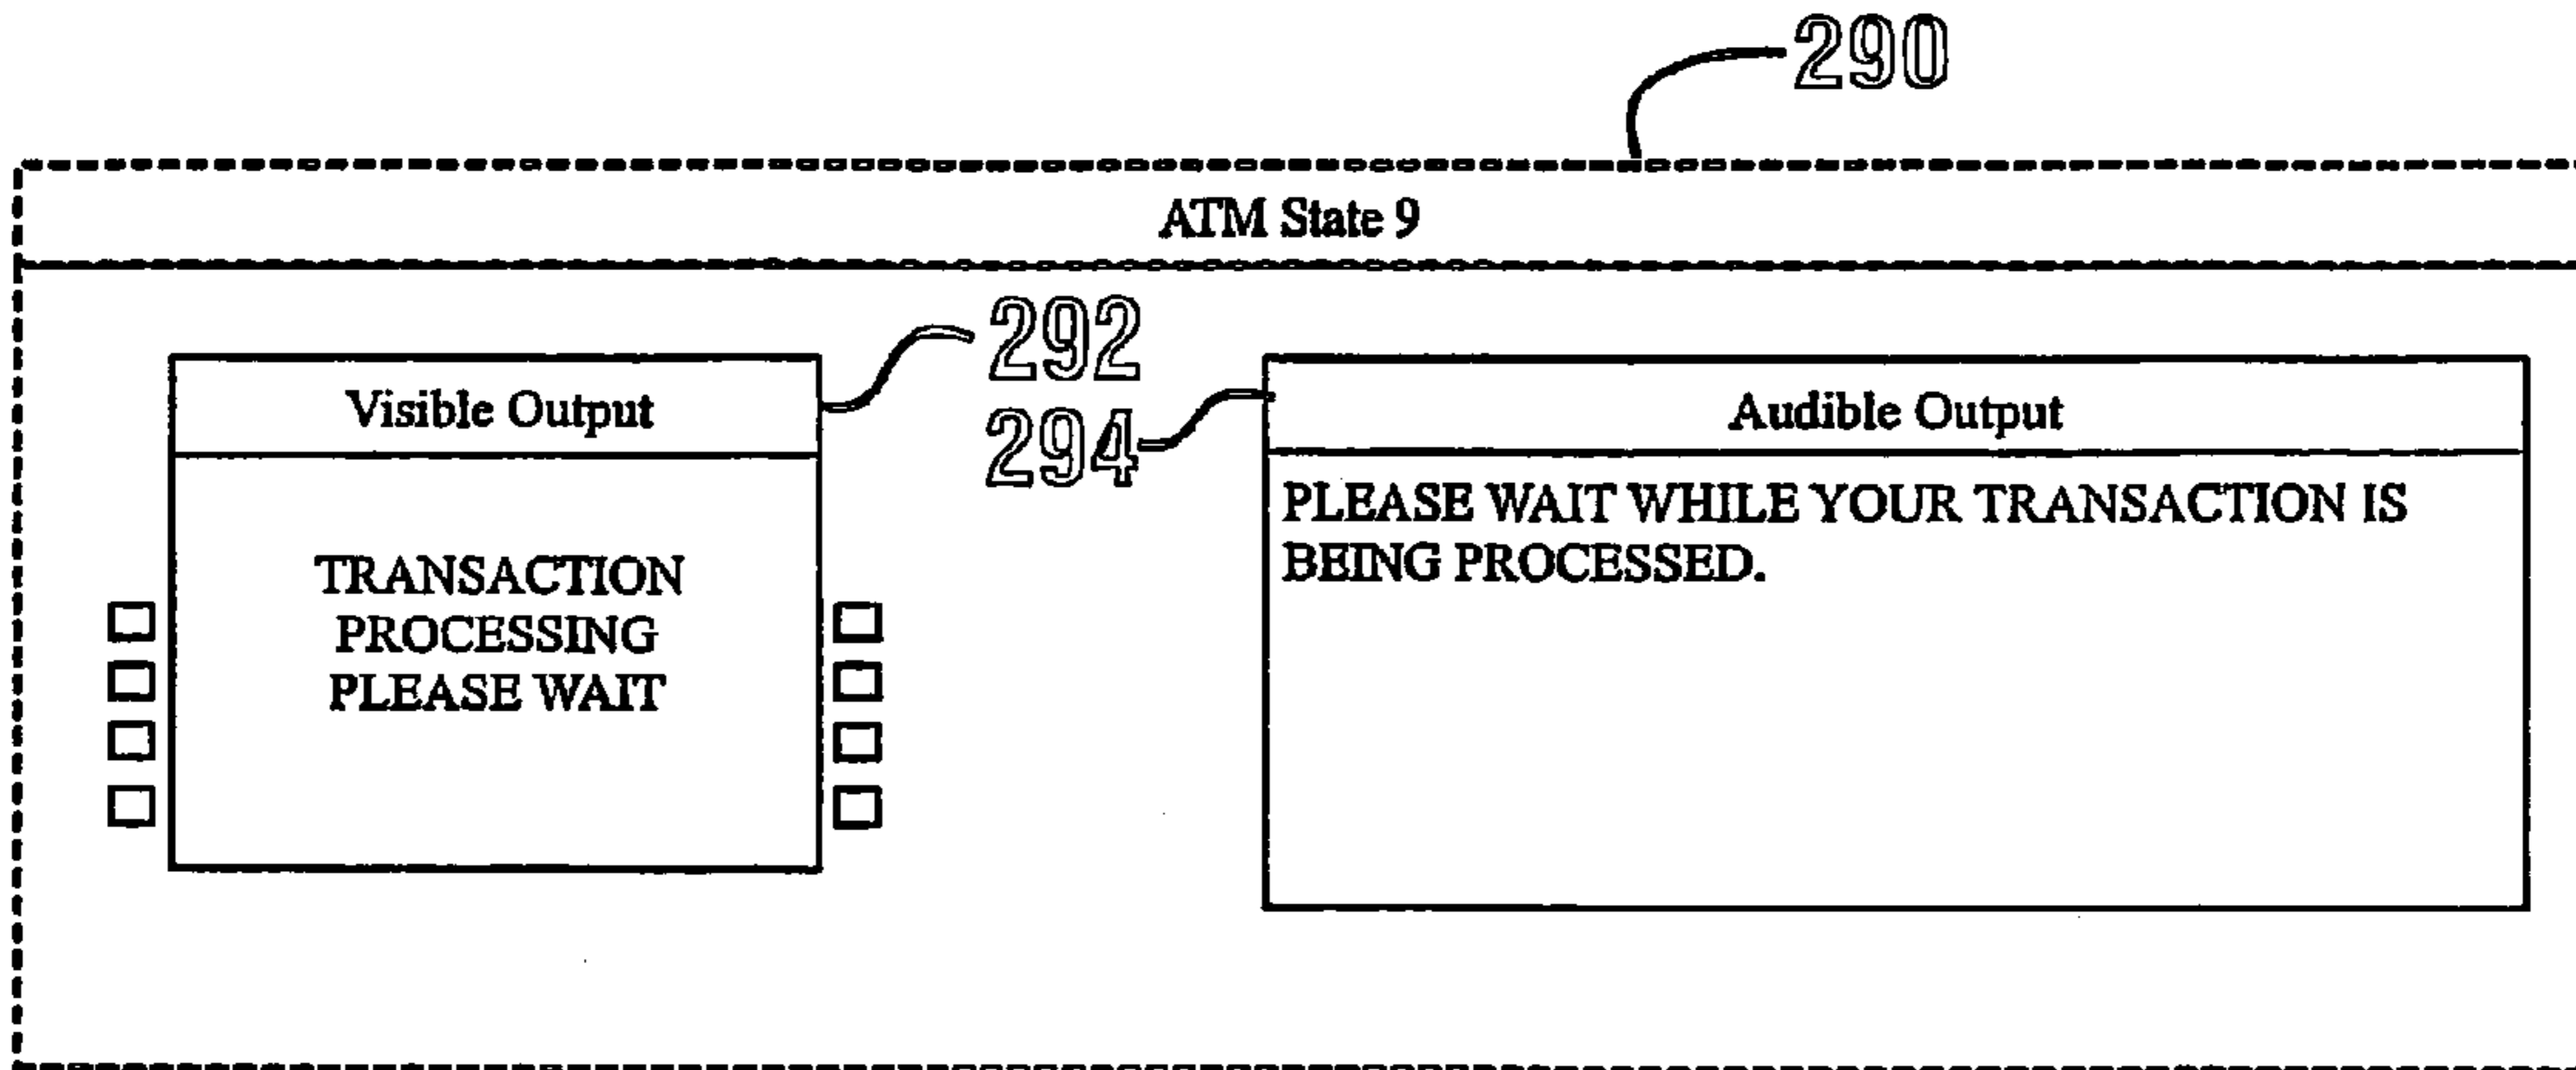 290
ATM State 9
292
Visible Output
294
Audible Output
TRANSACTION
PROCESSING
PLEASE WAIT
PLEASE WAIT WHILE YOUR TRANSACTION IS
BEING PROCESSED.